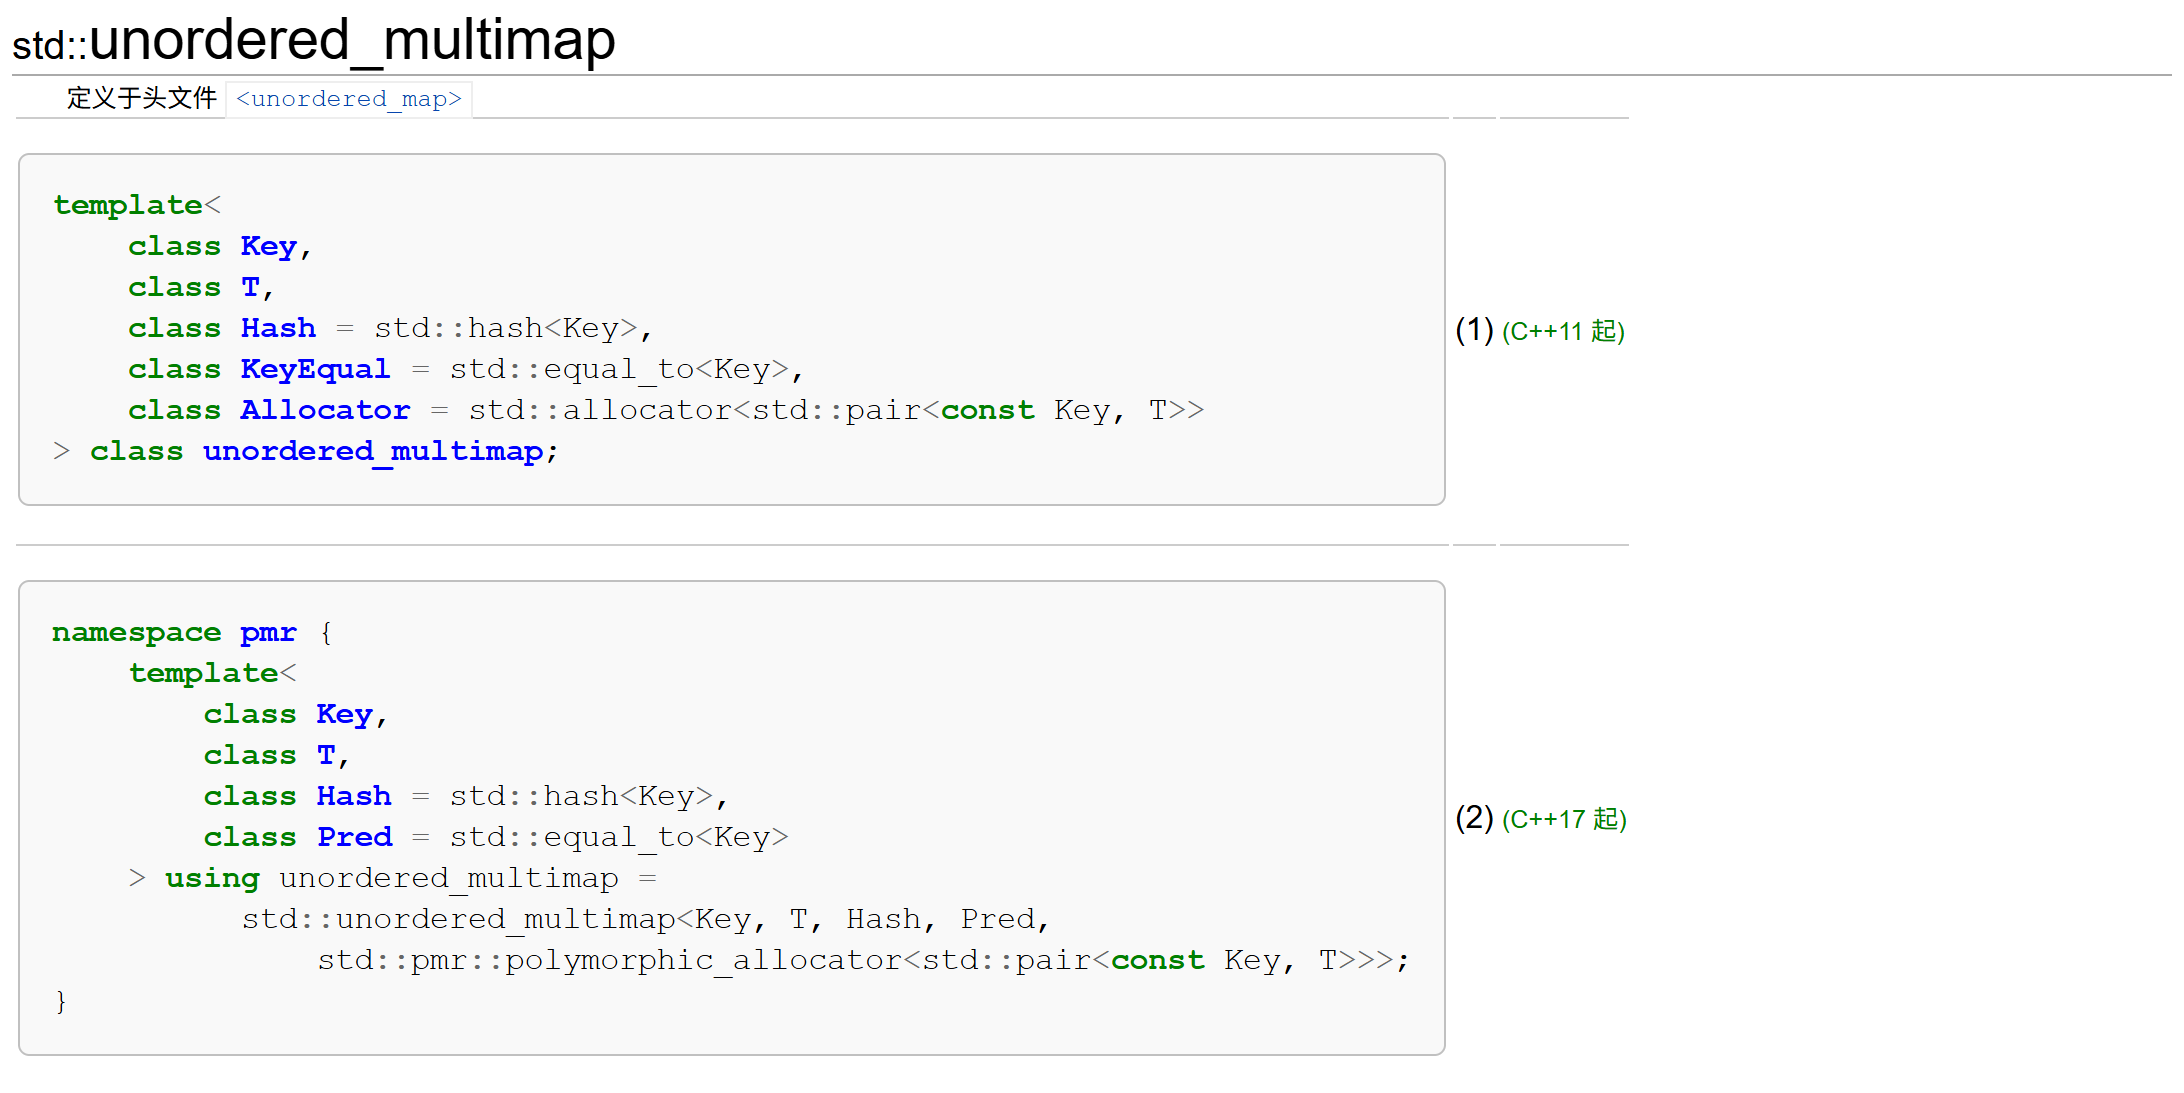 std::unordered_multimap
定义于头文件 <unordered_map>
template<
    class Key,
    class T,
    class Hash = std::hash<Key>,
    class KeyEqual = std::equal_to<Key>,
    class Allocator = std::allocator<std::pair<const Key, T>>
> class unordered_multimap;
(1) (C++11 起)
namespace pmr {
    template<
        class Key,
        class T,
        class Hash = std::hash<Key>,
        class Pred = std::equal_to<Key>
    > using unordered_multimap =
          std::unordered_multimap<Key, T, Hash, Pred,
              std::pmr::polymorphic_allocator<std::pair<const Key, T>>>;
}
(2) (C++17 起)